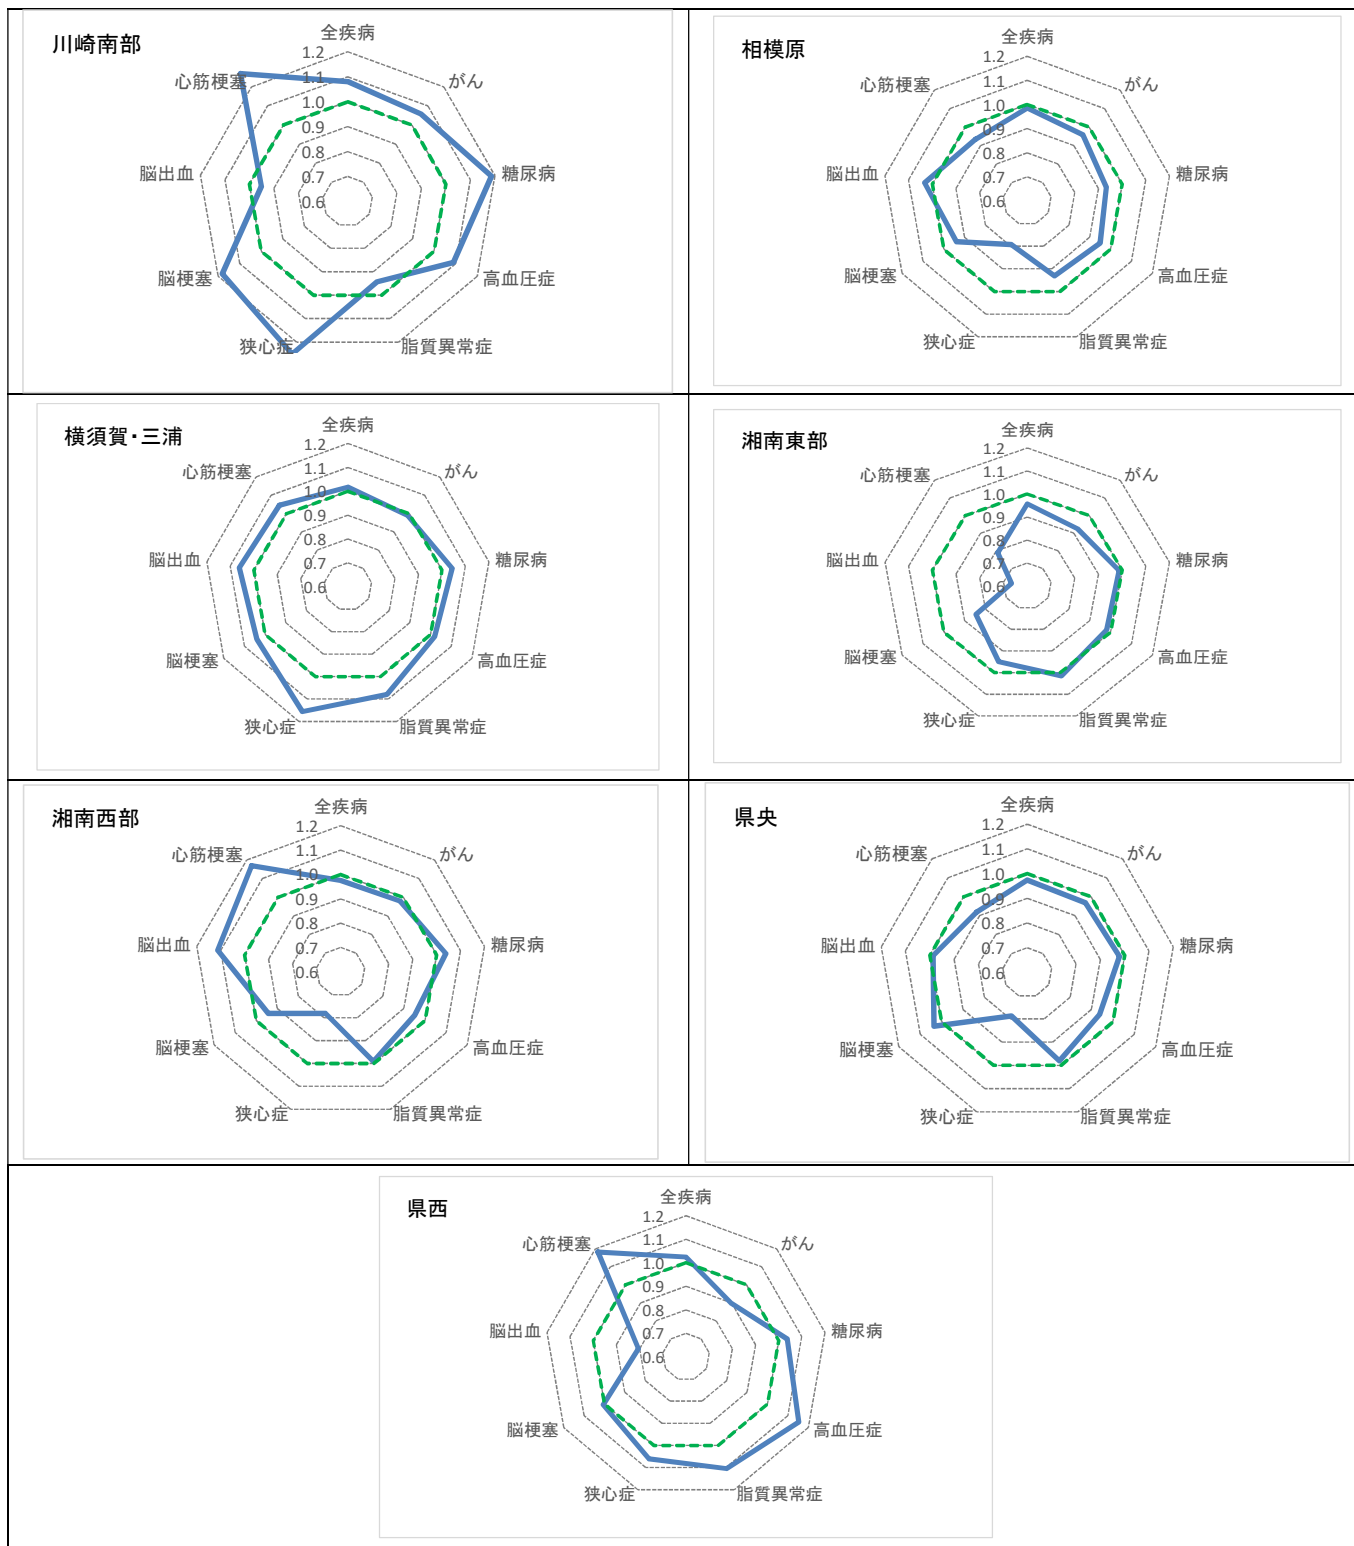 川崎南部
全疾病
がん
糖尿病
高血圧症
脂質異常症
狭心症
脳梗塞
脳出血
心筋梗塞
1.2
1.1
1.0
0.9
0.8
0.7
0.6
相模原
全疾病
がん
糖尿病
高血圧症
脂質異常症
狭心症
脳梗塞
脳出血
心筋梗塞
1.2
1.1
1.0
0.9
0.8
0.7
0.6
横須賀・三浦
全疾病
がん
糖尿病
高血圧症
脂質異常症
狭心症
脳梗塞
脳出血
心筋梗塞
1.2
1.1
1.0
0.9
0.8
0.7
0.6
湘南東部
全疾病
がん
糖尿病
高血圧症
脂質異常症
狭心症
脳梗塞
脳出血
心筋梗塞
1.2
1.1
1.0
0.9
0.8
0.7
0.6
湘南西部
全疾病
がん
糖尿病
高血圧症
脂質異常症
狭心症
脳梗塞
脳出血
心筋梗塞
1.2
1.1
1.0
0.9
0.8
0.7
0.6
県央
全疾病
がん
糖尿病
高血圧症
脂質異常症
狭心症
脳梗塞
脳出血
心筋梗塞
1.2
1.1
1.0
0.9
0.8
0.7
0.6
県西
全疾病
がん
糖尿病
高血圧症
脂質異常症
狭心症
脳梗塞
脳出血
心筋梗塞
1.2
1.1
1.0
0.9
0.8
0.7
0.6